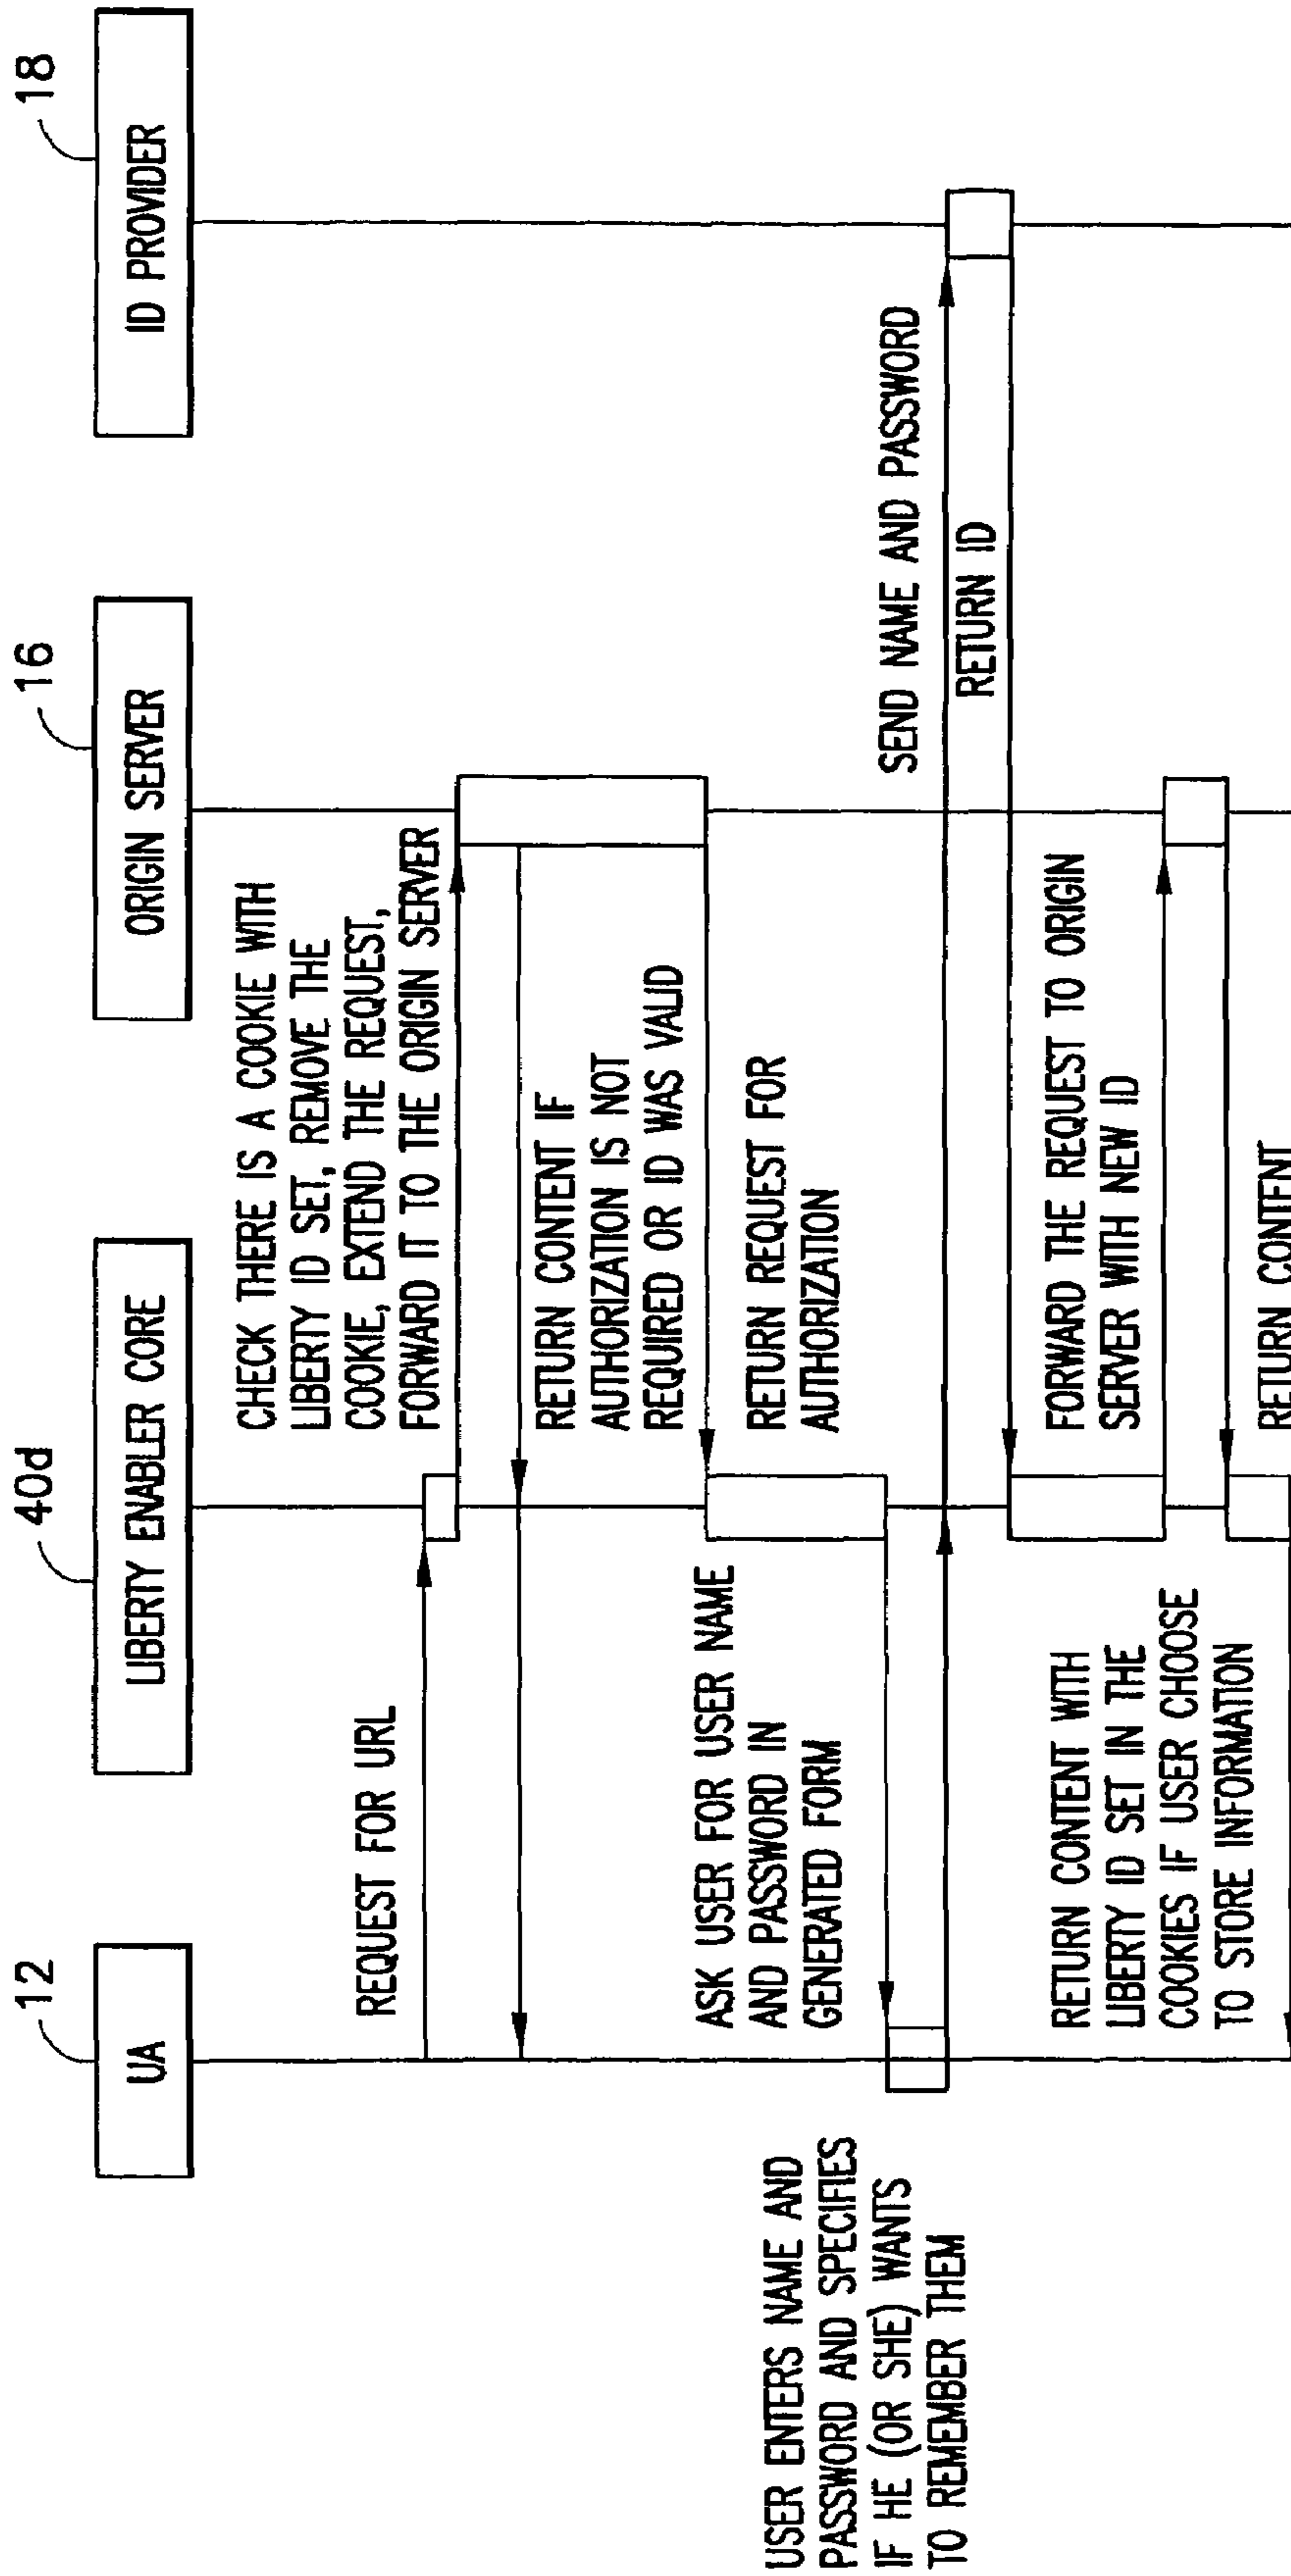 12
UA
40d
LIBERTY ENABLER CORE
16
ORIGIN SERVER
18
ID PROVIDER
REQUEST FOR URL
CHECK THERE IS A COOKIE WITH
LIBERTY ID SET, REMOVE THE
COOKIE, EXTEND THE REQUEST,
FORWARD IT TO THE ORIGIN SERVER
RETURN CONTENT IF
AUTHORIZATION IS NOT
REQUIRED OR ID WAS VALID
RETURN REQUEST FOR
AUTHORIZATION
ASK USER FOR USER NAME
AND PASSWORD IN
GENERATED FORM
USER ENTERS NAME AND
PASSWORD AND SPECIFIES
IF HE (OR SHE) WANTS
TO REMEMBER THEM
SEND NAME AND PASSWORD
RETURN ID
FORWARD THE REQUEST TO ORIGIN
SERVER WITH NEW ID
RETURN CONTENT
RETURN CONTENT WITH
LIBERTY ID SET IN THE
COOKIES IF USER CHOOSE
TO STORE INFORMATION